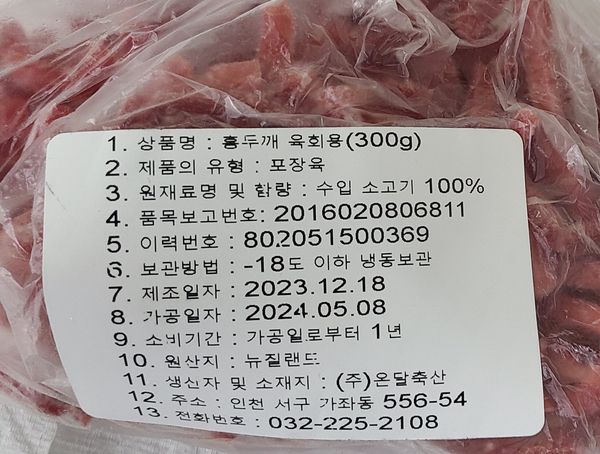 1. 상품명 : 홍두깨 육회용(300g)
2. 제품의 유형 : 포장육
3. 원재료명 및 함량 : 수입 소고기 100%
4. 품목보고번호: 2016020806811
5. 이력번호 : 802051500369
6. 보관방법 : -18도 이하 냉동보관
7. 제조일자 : 2023.12.18
8. 가공일자 : 2024.05.08
9. 소비기간 : 가공일로부터 1년
10. 원산지 : 뉴질랜드
11. 생산자 및 소재지 : (주)온달축산
12. 주소 : 인천 서구 가좌동 556-54
13. 전화번호 : 032-225-2108